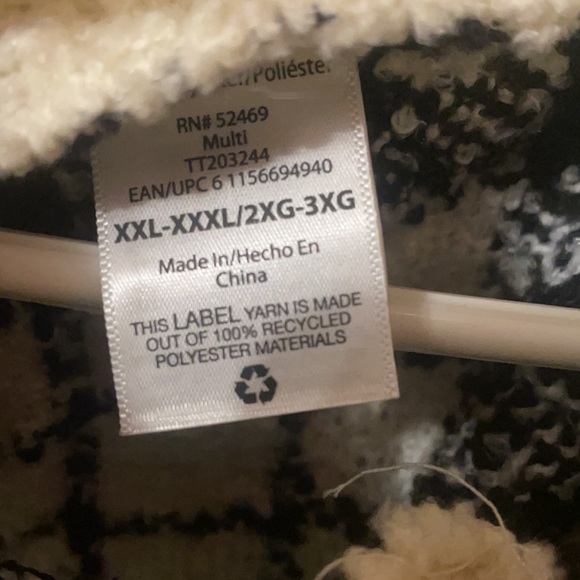 /Poliéste.
RN# 52469
Multi
TT203244
EAN/UPC 6 1156694940
XXL-XXXL/2XG-3XG
Made In/Hecho En
China
THIS LABEL YARN IS MADE
OUT OF 100% RECYCLED
POLYESTER MATERIALS